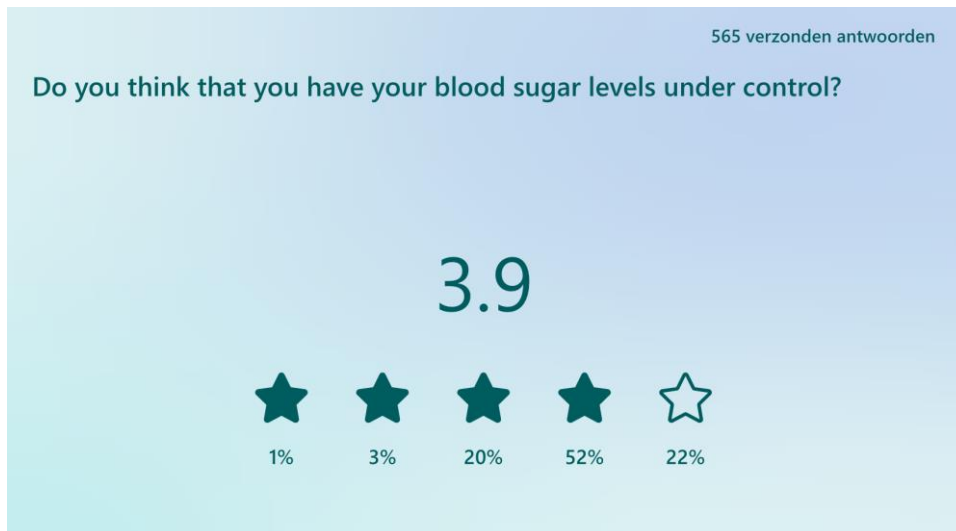 565 verzonden antwoorden
Do you think that you have your blood sugar levels under control?
3.9
1% 3% 20% 52% 22%